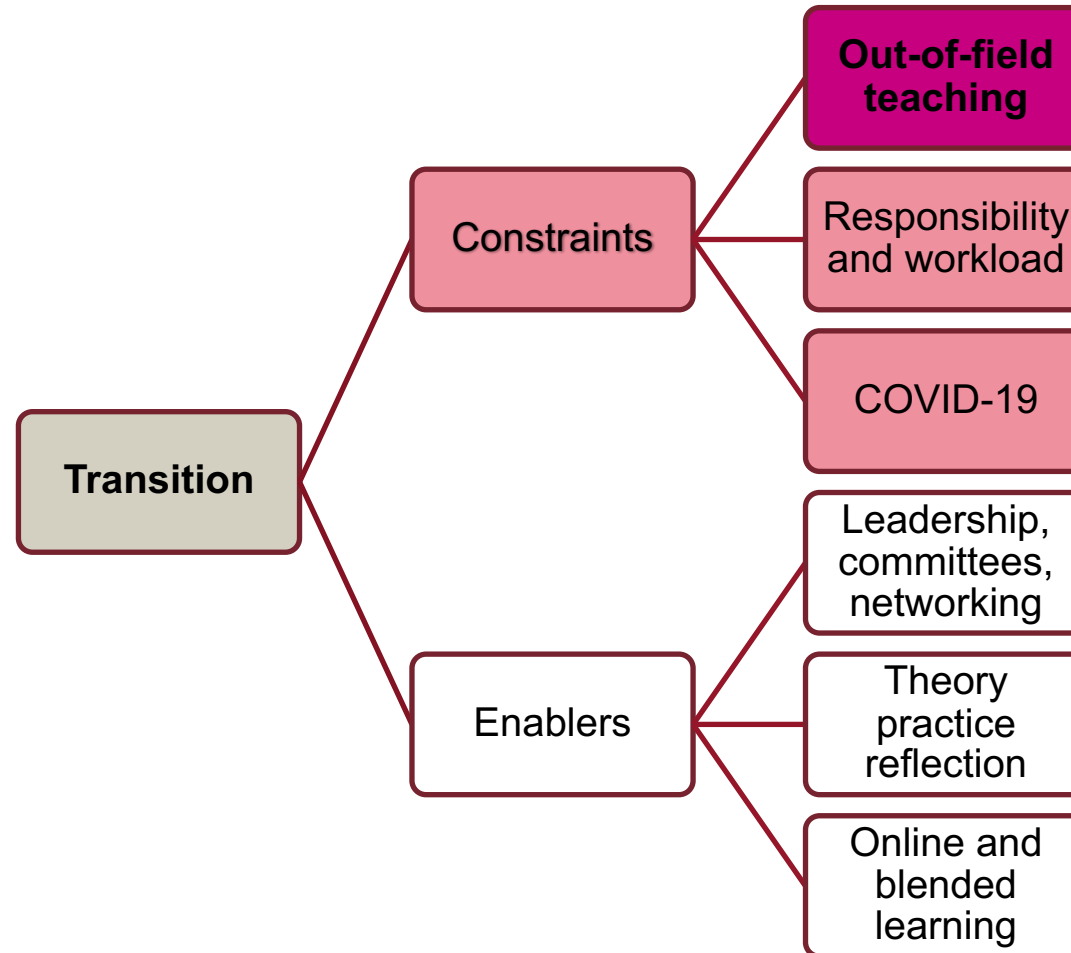 Out-of-field
teaching
Constraints
Responsibility
and workload
COVID-19
Transition
Leadership,
committees,
networking
Enablers
Theory
practice
reflection
Online and
blended
learning